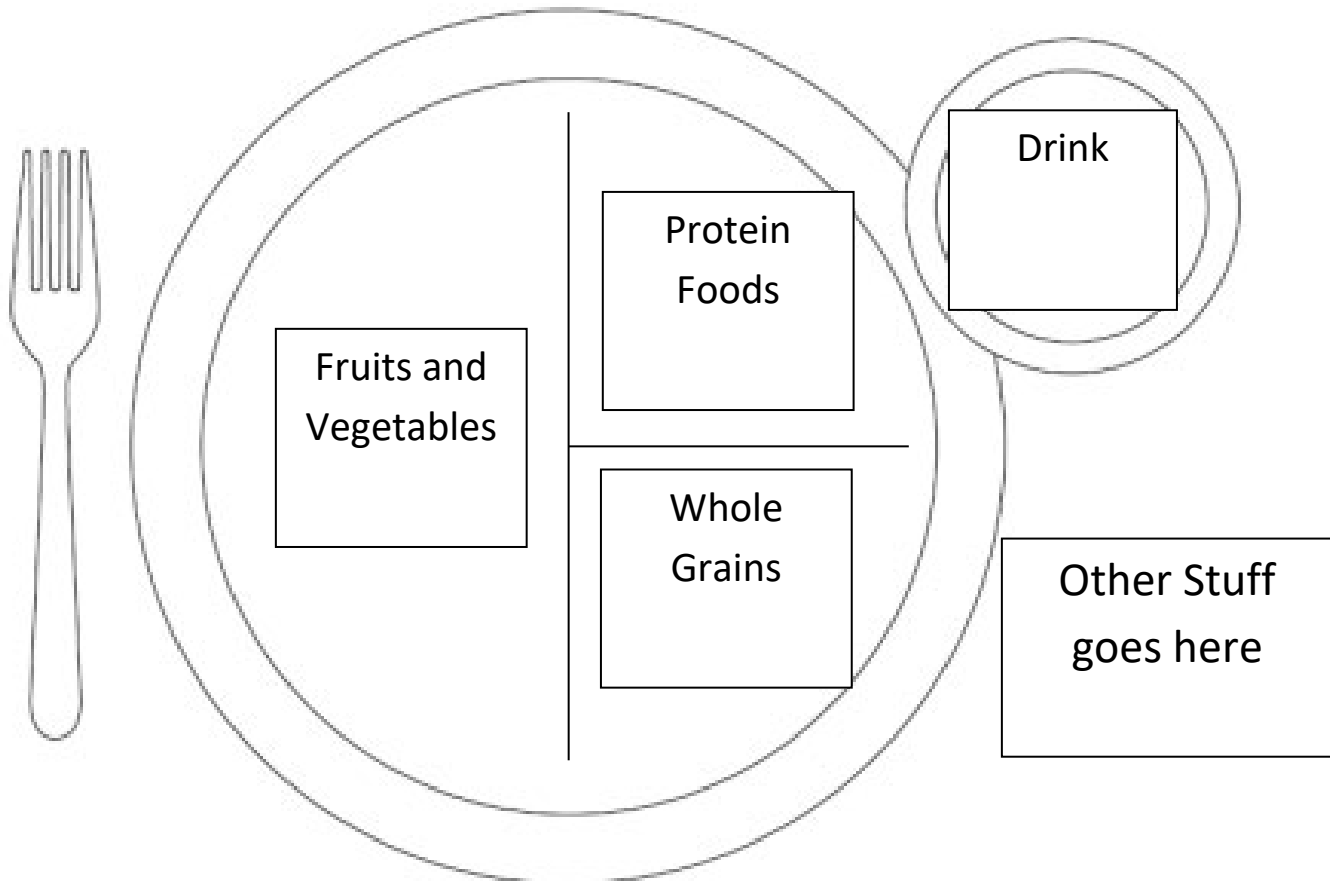 Drink
Protein
Foods
Fruits and
Vegetables
Whole
Grains
Other Stuff
goes here